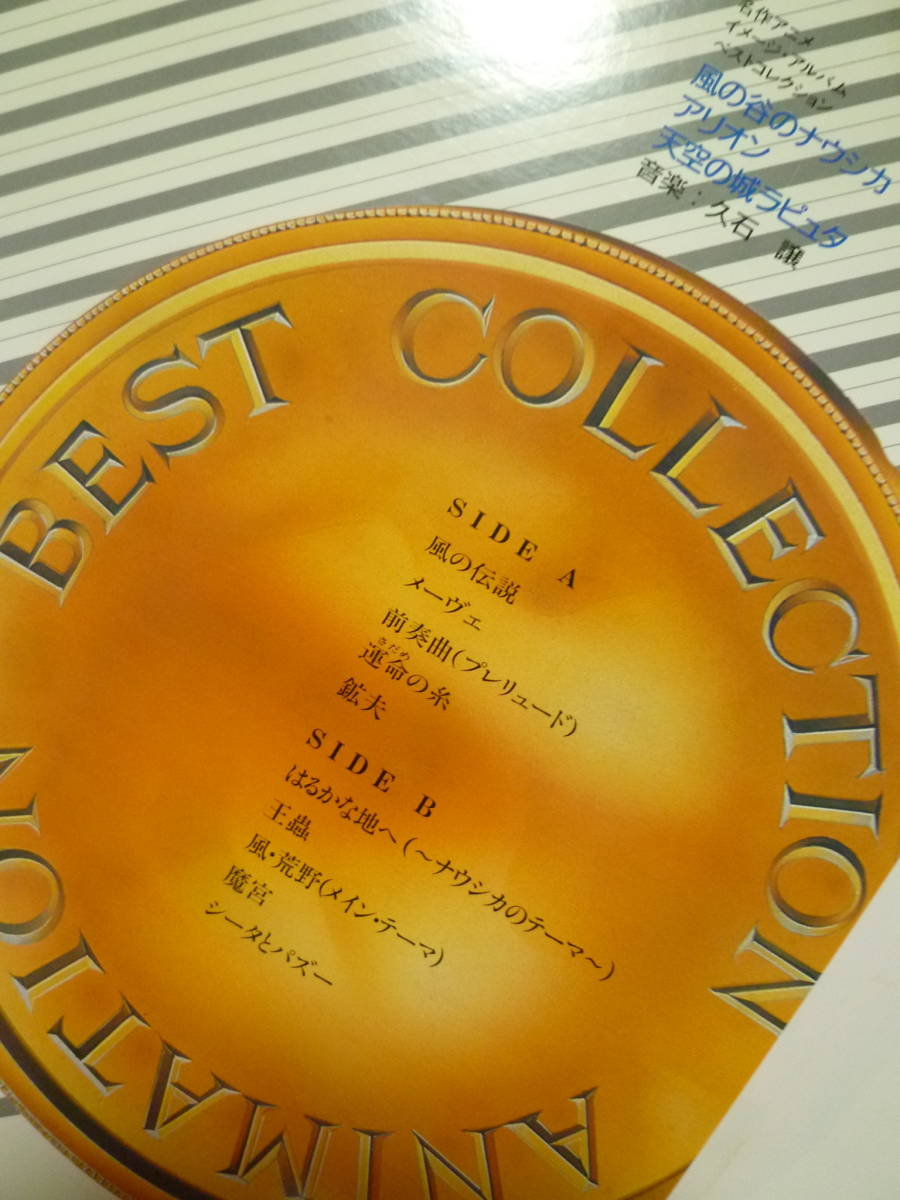 名作アニメ
イメージ・アルバム
ベストコレクション
風の谷のナウシカ
アリオン
天空の城ラピュタ
音楽：久石 譲
BEST COLLECTION
ANIMATION
SIDE A
風の伝説
メーヴェ
前奏曲(プレリュード)
さだめ
運命の糸
鉱夫
SIDE B
はるかな地へ(〜ナウシカのテーマ〜)
王蟲
風・荒野(メイン・テーマ)
魔宮
シータとパズー